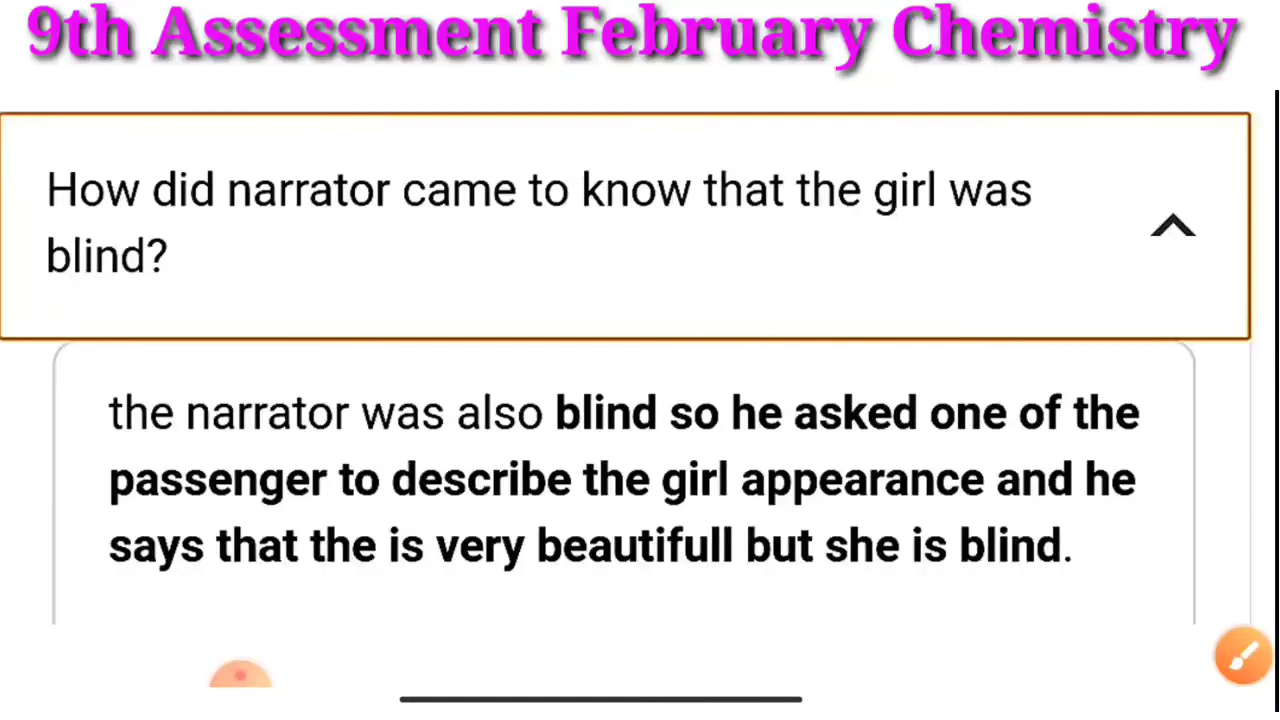 9th Assessment February Chemistry
How did narrator came to know that the girl was
blind?
the narrator was also blind so he asked one of the
passenger to describe the girl appearance and he
says that the is very beautifull but she is blind.